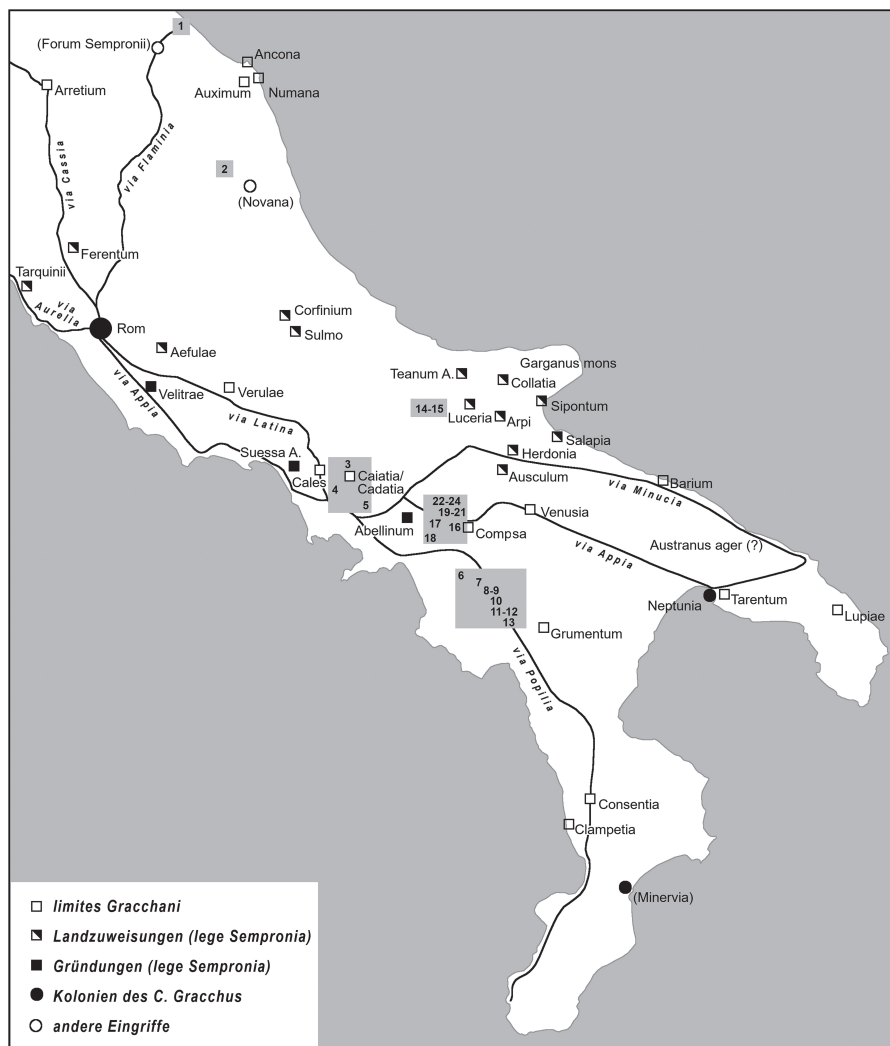 1
(Forum Sempronii)
Ancona
Arretium
Auximum
Numana
via Cassia
via Flaminia
2
(Novana)
Ferentum
Tarquinii
via
Aurelia
Rom
Corfinium
Sulmo
Aefulae
Velitrae
Verulae
via Appia
via Latina
Teanum A.
Garganus mons
Collatia
14-15
Luceria
Sipontum
Arpi
Salapia
Suessa A.
Herdonia
Cales
3
Caiatia/
Cadatia
4
5
Ausculum
Barium
via Minucia
Abellinum
22-24
19-21
17
16
18
Compsa
Venusia
via Appia
Austranus ager (?)
6
7
8-9
10
11-12
13
Neptunia
Tarentum
Lupiae
Grumentum
via Popilia
Consentia
Clampetia
(Minervia)
limites Gracchani
Landzuweisungen (lege Sempronia)
Gründungen (lege Sempronia)
Kolonien des C. Gracchus
andere Eingriffe